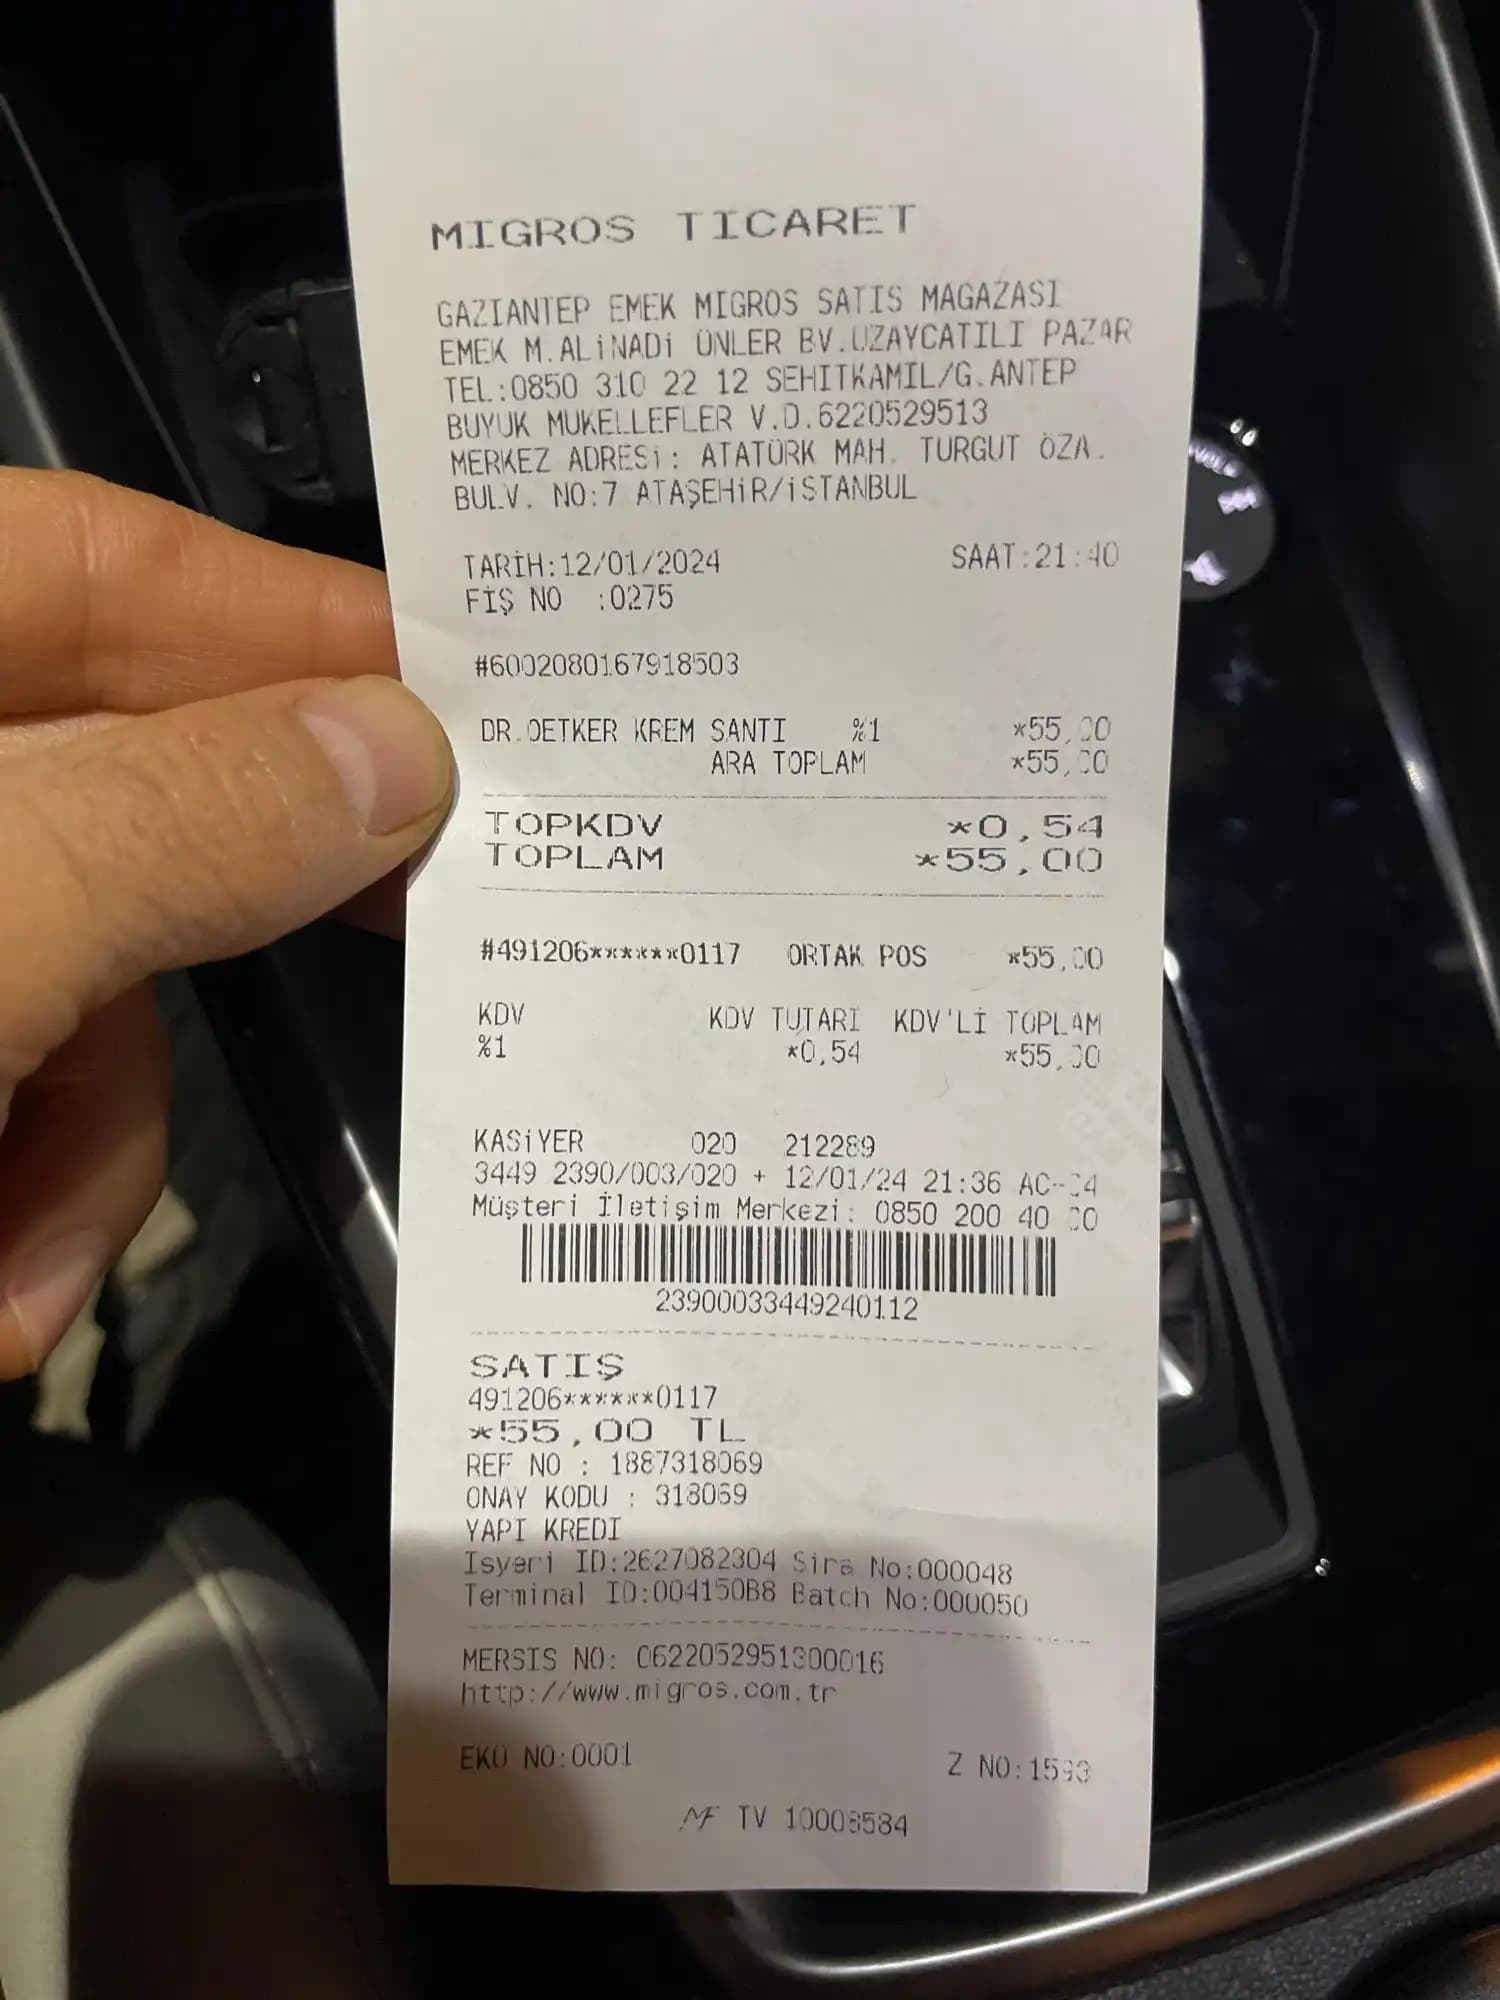 MIGROS TICARET
GAZIANTEP EMEK MIGROS SATIS MAGAZASI
EMEK M.ALiNADi ÜNLER BV.UZAYCATILI PAZAR
TEL:0850 310 22 12 SEHITKAMIL/G.ANTEP
BUYUK MUKELLEFLER V.D.6220529513
MERKEZ ADRESi: ATATÜRK MAH. TURGUT ÖZA.
BULV. NO:7 ATAŞEHiR/iSTANBUL
TARİH:12/01/2024 SAAT:21:40
FİŞ NO :0275
#6002080167918503
DR.OETKER KREM SANTI %1 *55,00
ARA TOPLAM *55,00
TOPKDV *0,54
TOPLAM *55,00
#491206******0117 ORTAK POS *55,00
KDV KDV TUTARI KDV'Lİ TOPLAM
%1 *0,54 *55,00
KASiYER 020 212289
3449 2390/003/020 + 12/01/24 21:36 AC-04
Müşteri İletişim Merkezi: 0850 200 40 00
23900033449240112
SATIŞ
491206******0117
*55,00 TL
REF NO : 1887318069
ONAY KODU : 318069
YAPI KREDI
Isyeri ID:2627082304 Sira No:000048
Terminal ID:004150B8 Batch No:000050
MERSIS NO: 0622052951300016
http://www.migros.com.tr
EKÜ NO:0001 Z NO:1593
MF TV 10008584